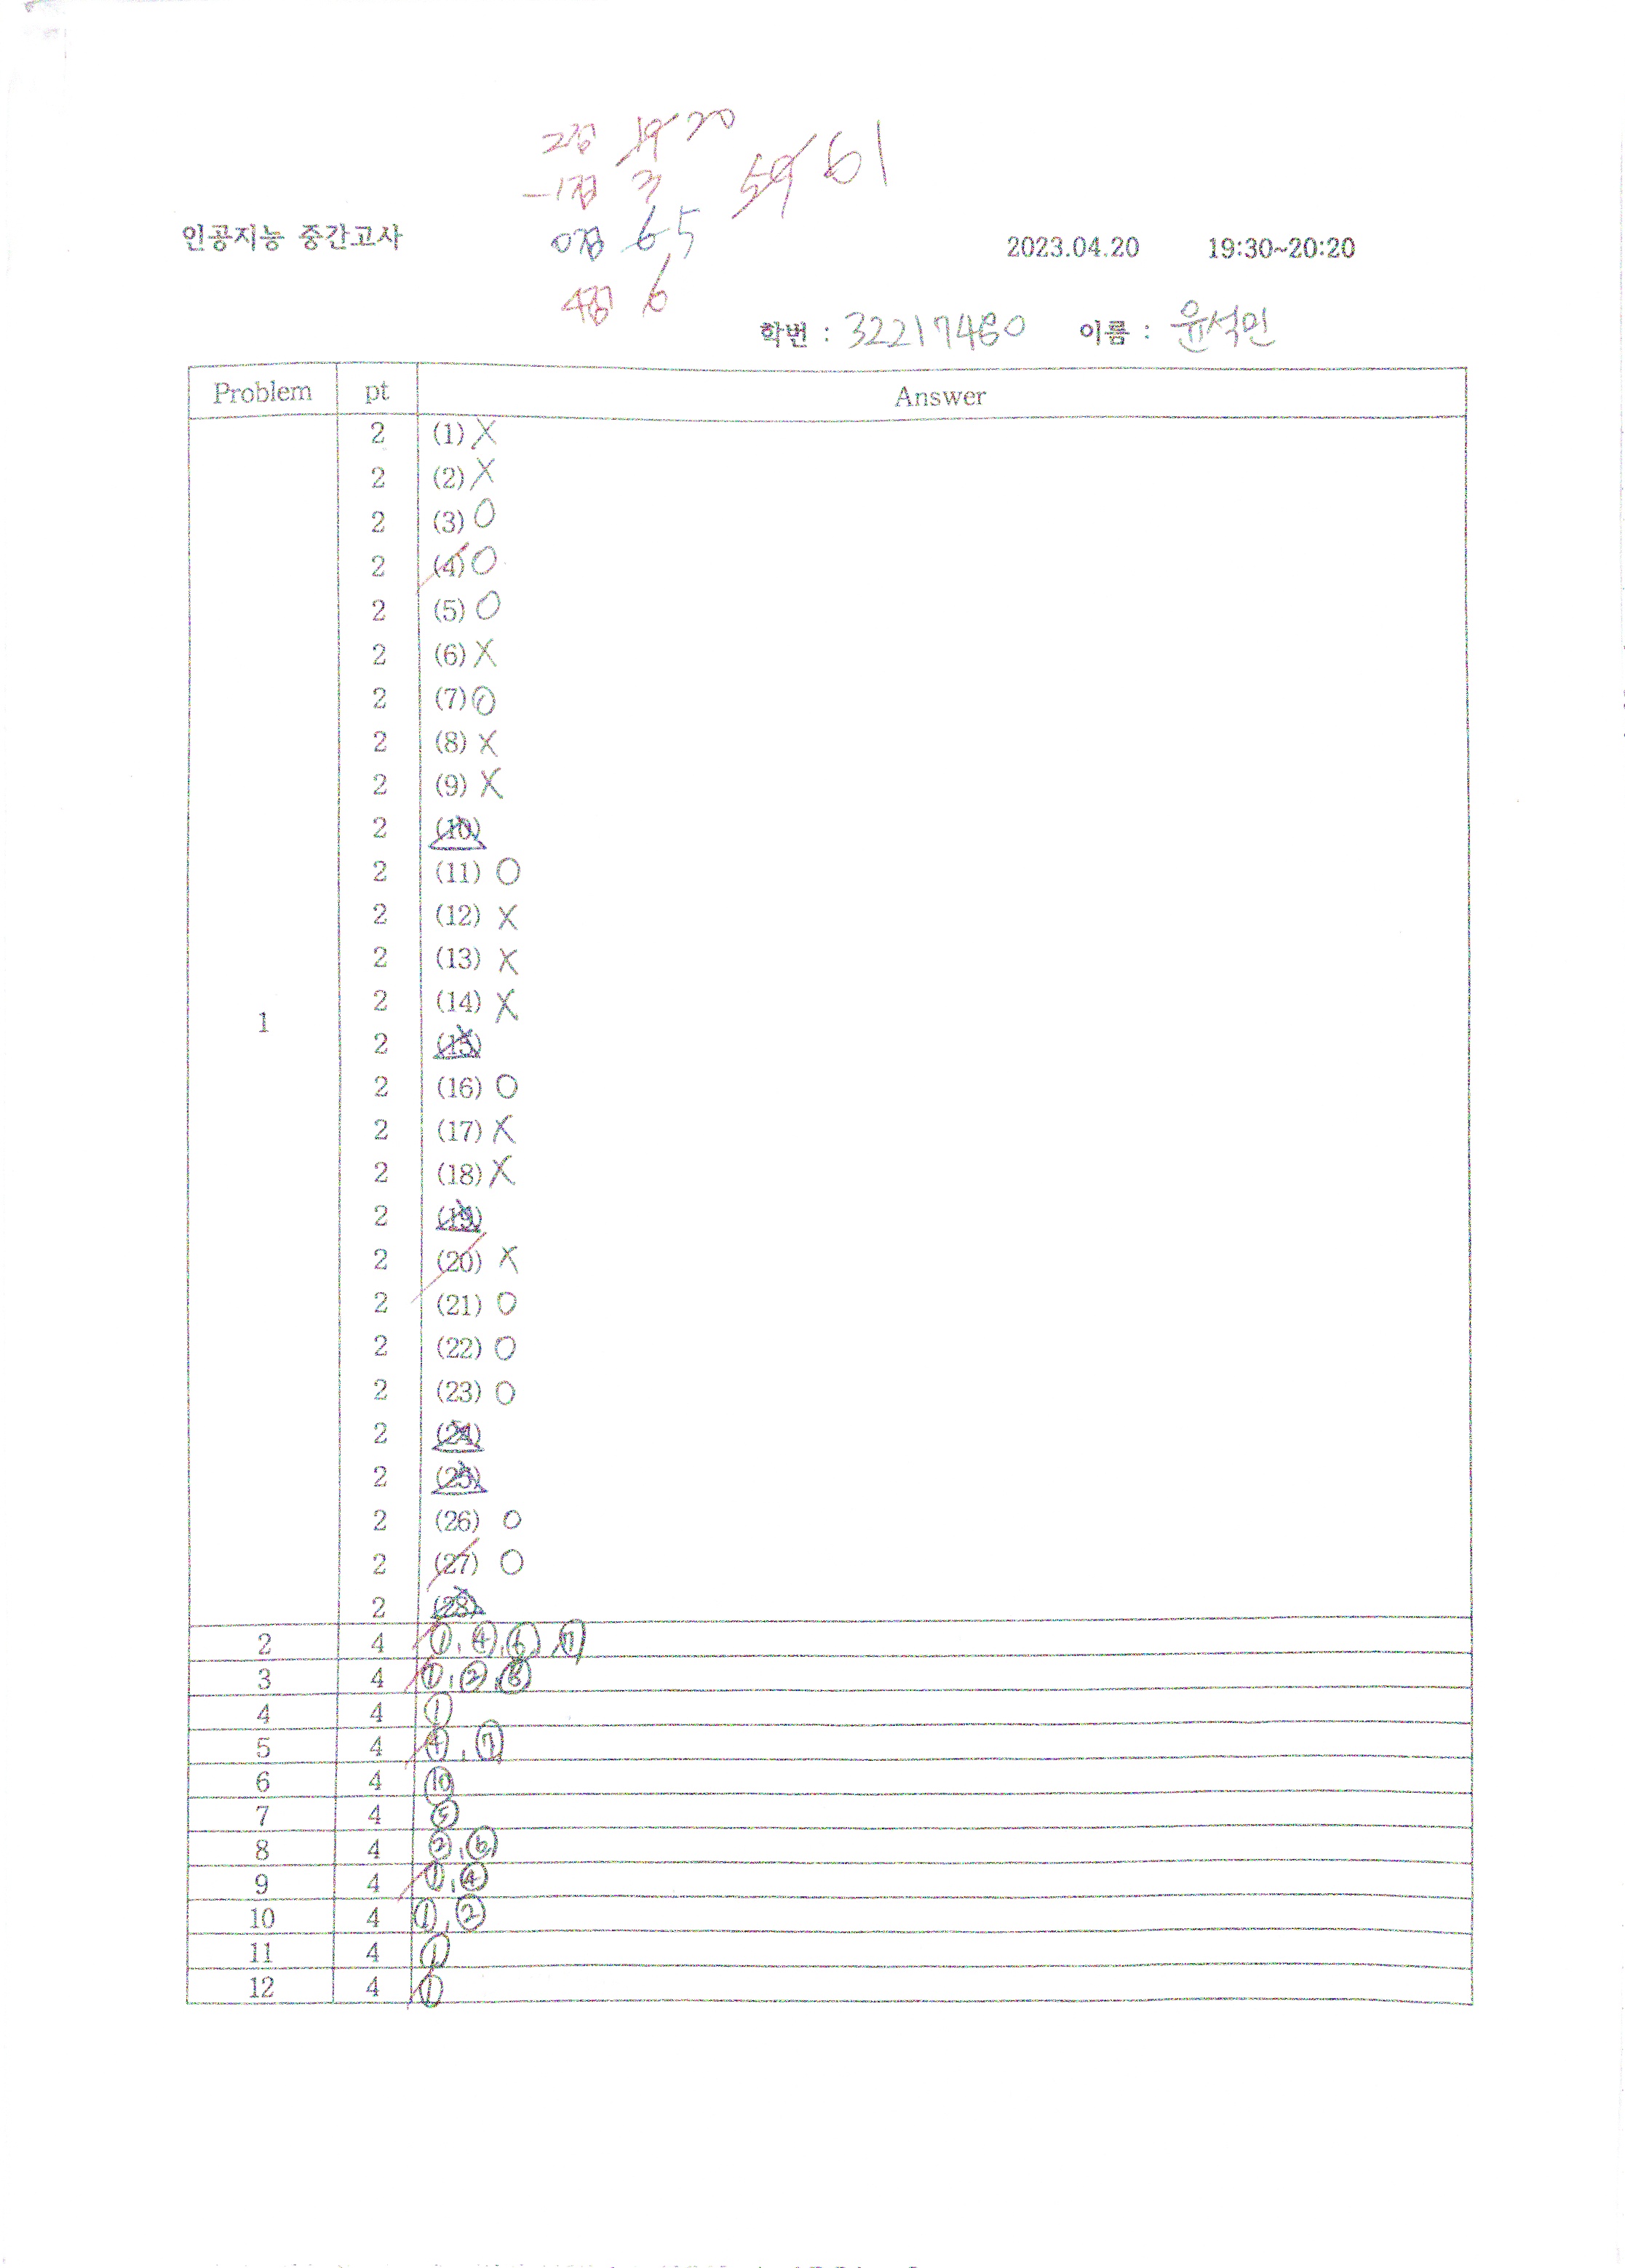 2점 19 20
-1점 3 59 61
인공지능 중간고사 0점 6 5 2023.04.20 19:30~20:20
4점 6
학번 : 32217480 이름 : 윤석민
Problem pt Answer
2 (1) X
2 (2) X
2 (3) O
2 (4) O
2 (5) O
2 (6) X
2 (7) O
2 (8) X
2 (9) X
2 (10)
2 (11) O
2 (12) X
2 (13) X
2 (14) X
1
2 (15)
2 (16) O
2 (17) X
2 (18) X
2 (19)
2 (20) X
2 (21) O
2 (22) O
2 (23) O
2 (24)
2 (25)
2 (26) O
2 (27) O
2 (28)
2 4 ①, ④, ⑥, ⑦
3 4 ①, ②, ⑧
4 4 ①
5 4 ④, ⑦
6 4 ⑩
7 4 ⑤
8 4 ②, ⑥
9 4 ①, ④
10 4 ①, ②
11 4 ①
12 4 ①